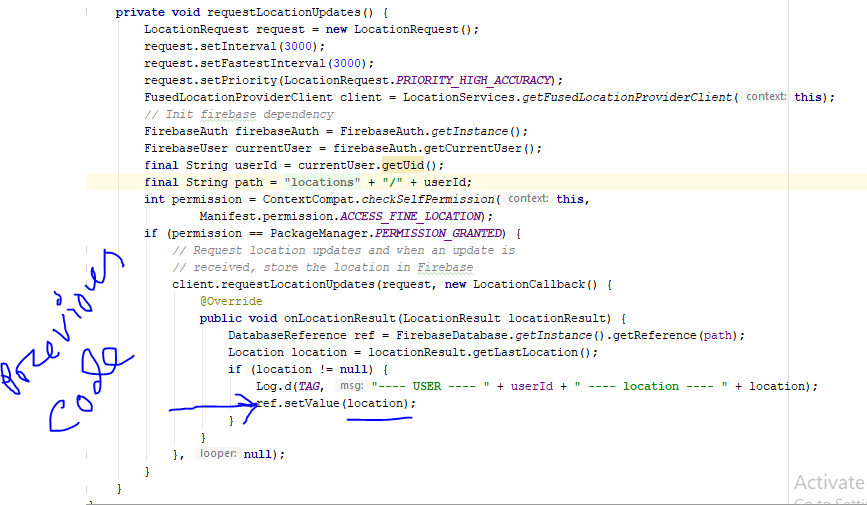 private void requestLocationUpdates() {
LocationRequest request = new LocationRequest();
request.setInterval(3000);
request.setFastestInterval(3000);
request.setPriority(LocationRequest.PRIORITY_HIGH_ACCURACY);
FusedLocationProviderClient client = LocationServices.getFusedLocationProviderClient( context: this);
// Init firebase dependency
FirebaseAuth firebaseAuth = FirebaseAuth.getInstance();
FirebaseUser currentUser = firebaseAuth.getCurrentUser();
final String userId = currentUser.getUid();
final String path = "locations" + "/" + userId;
int permission = ContextCompat.checkSelfPermission( context: this,
Manifest.permission.ACCESS_FINE_LOCATION);
if (permission == PackageManager.PERMISSION_GRANTED) {
// Request location updates and when an update is
// received, store the location in Firebase
client.requestLocationUpdates(request, new LocationCallback() {
@Override
public void onLocationResult(LocationResult locationResult) {
DatabaseReference ref = FirebaseDatabase.getInstance().getReference(path);
Location location = locationResult.getLastLocation();
if (location != null) {
Log.d(TAG, msg: "---- USER ---- " + userId + " ---- location ---- " + location);
ref.setValue(location);
}
}
}, looper: null);
}
}
Previous
Code
Activate